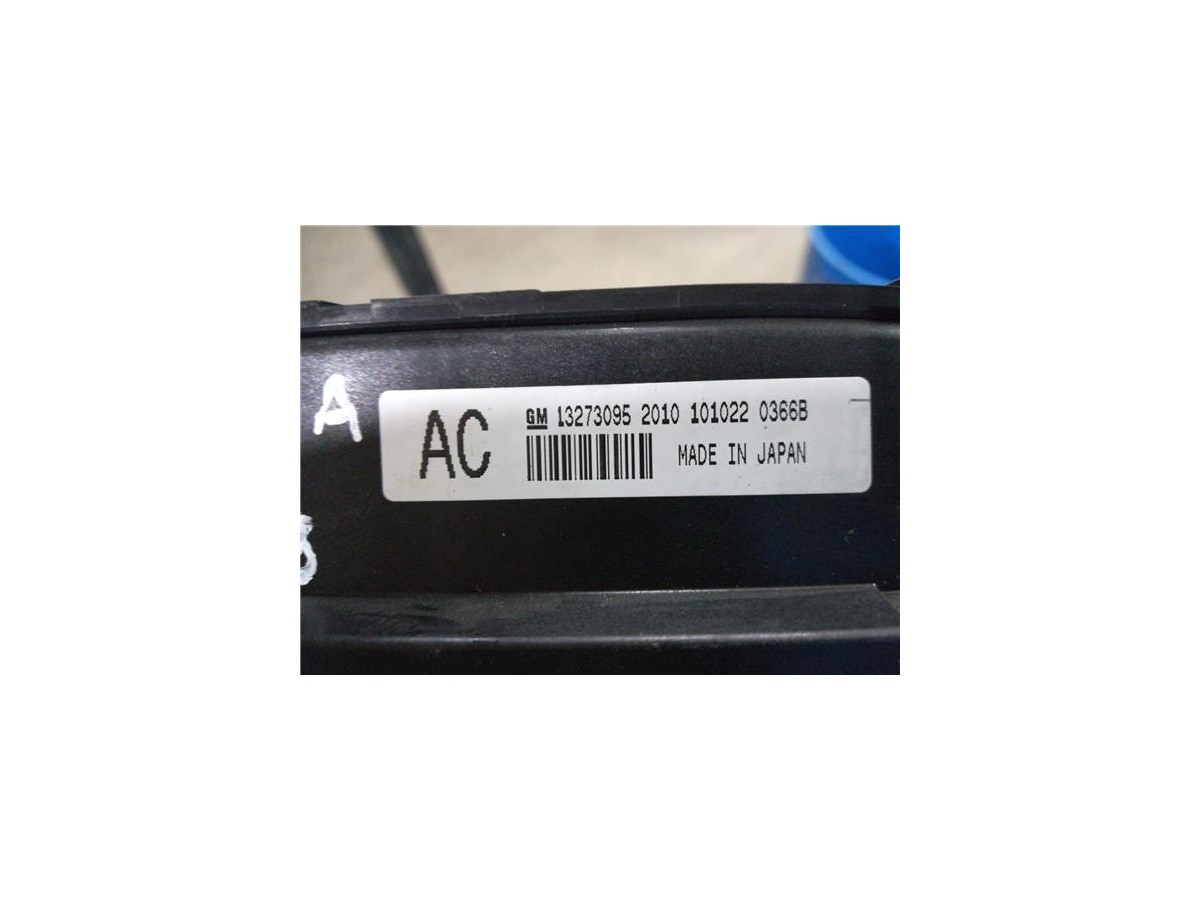 A
AC
GM 13273095 2010 101022 0366B
MADE IN JAPAN